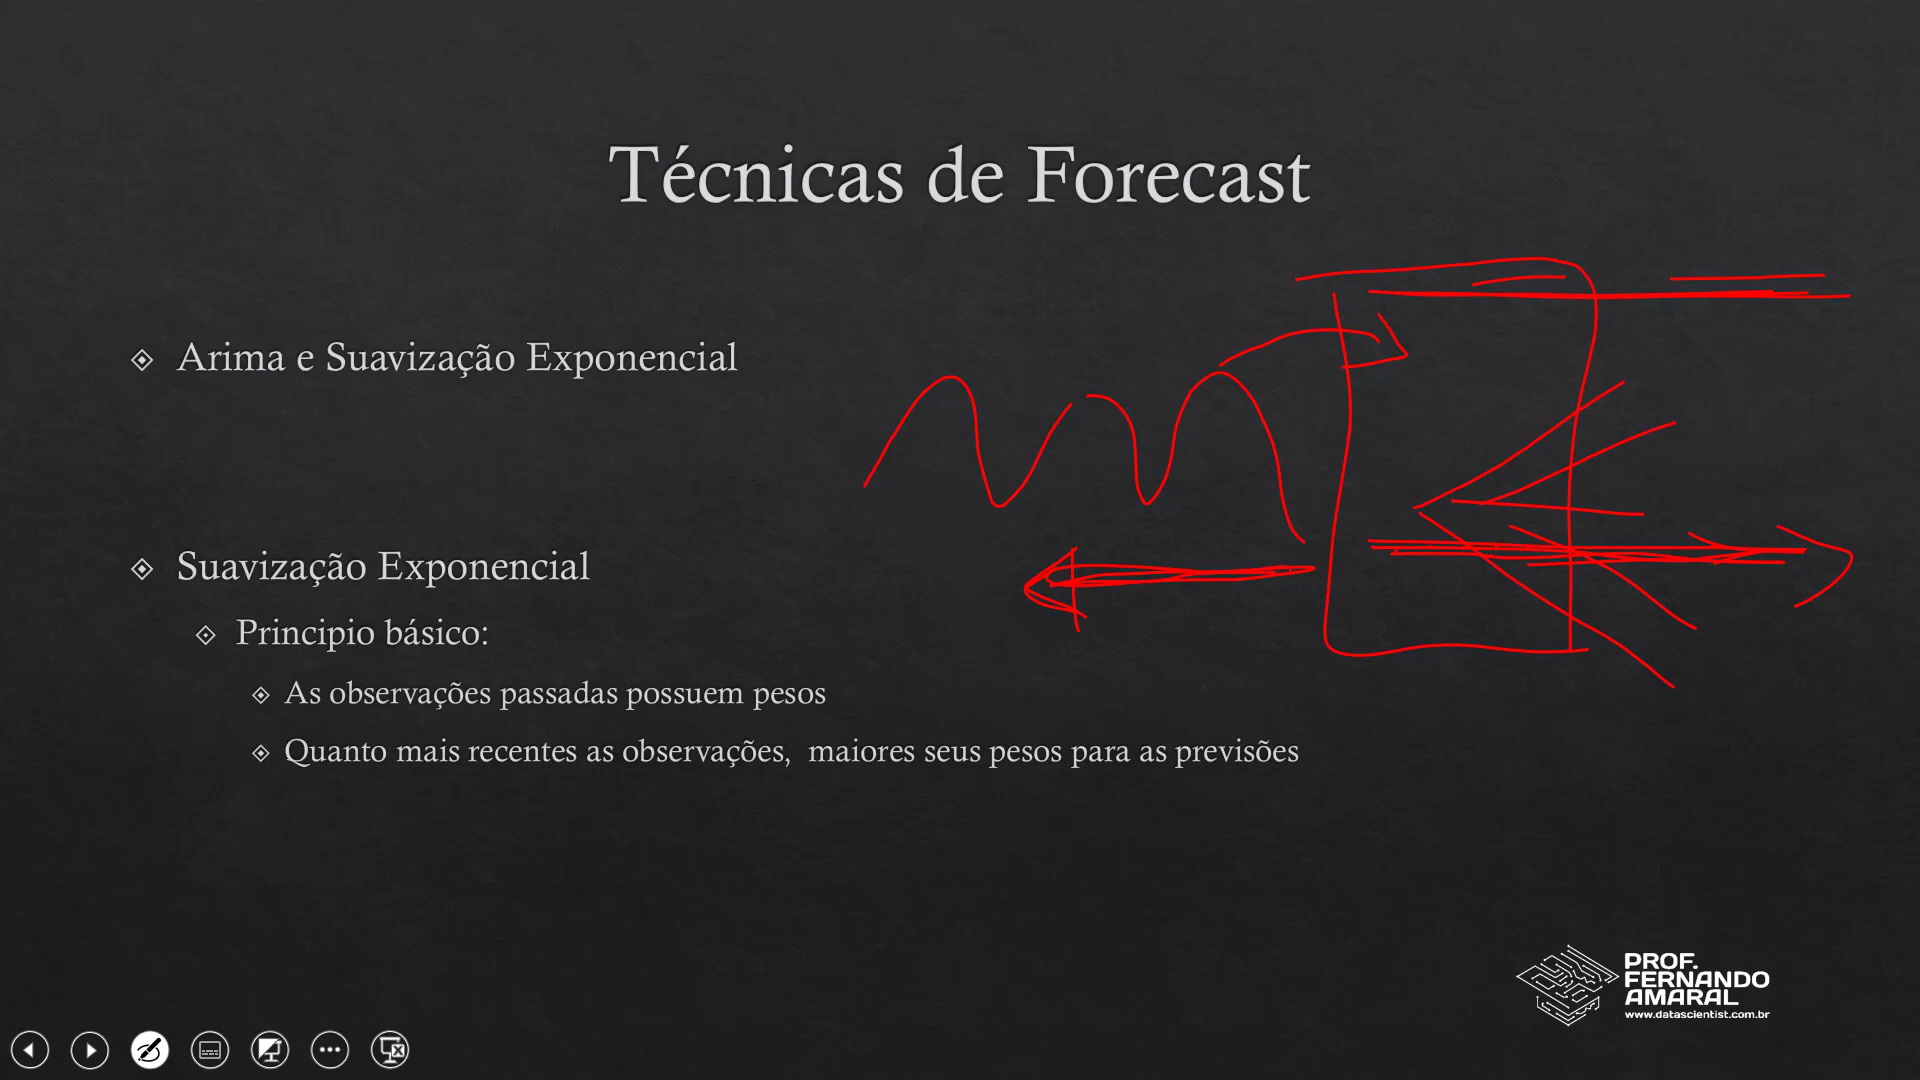 Técnicas de Forecast
Arima e Suavização Exponencial
Suavização Exponencial
Principio básico:
As observações passadas possuem pesos
Quanto mais recentes as observações, maiores seus pesos para as previsões
PROF.
FERNANDO
AMARAL
www.datascientist.com.br